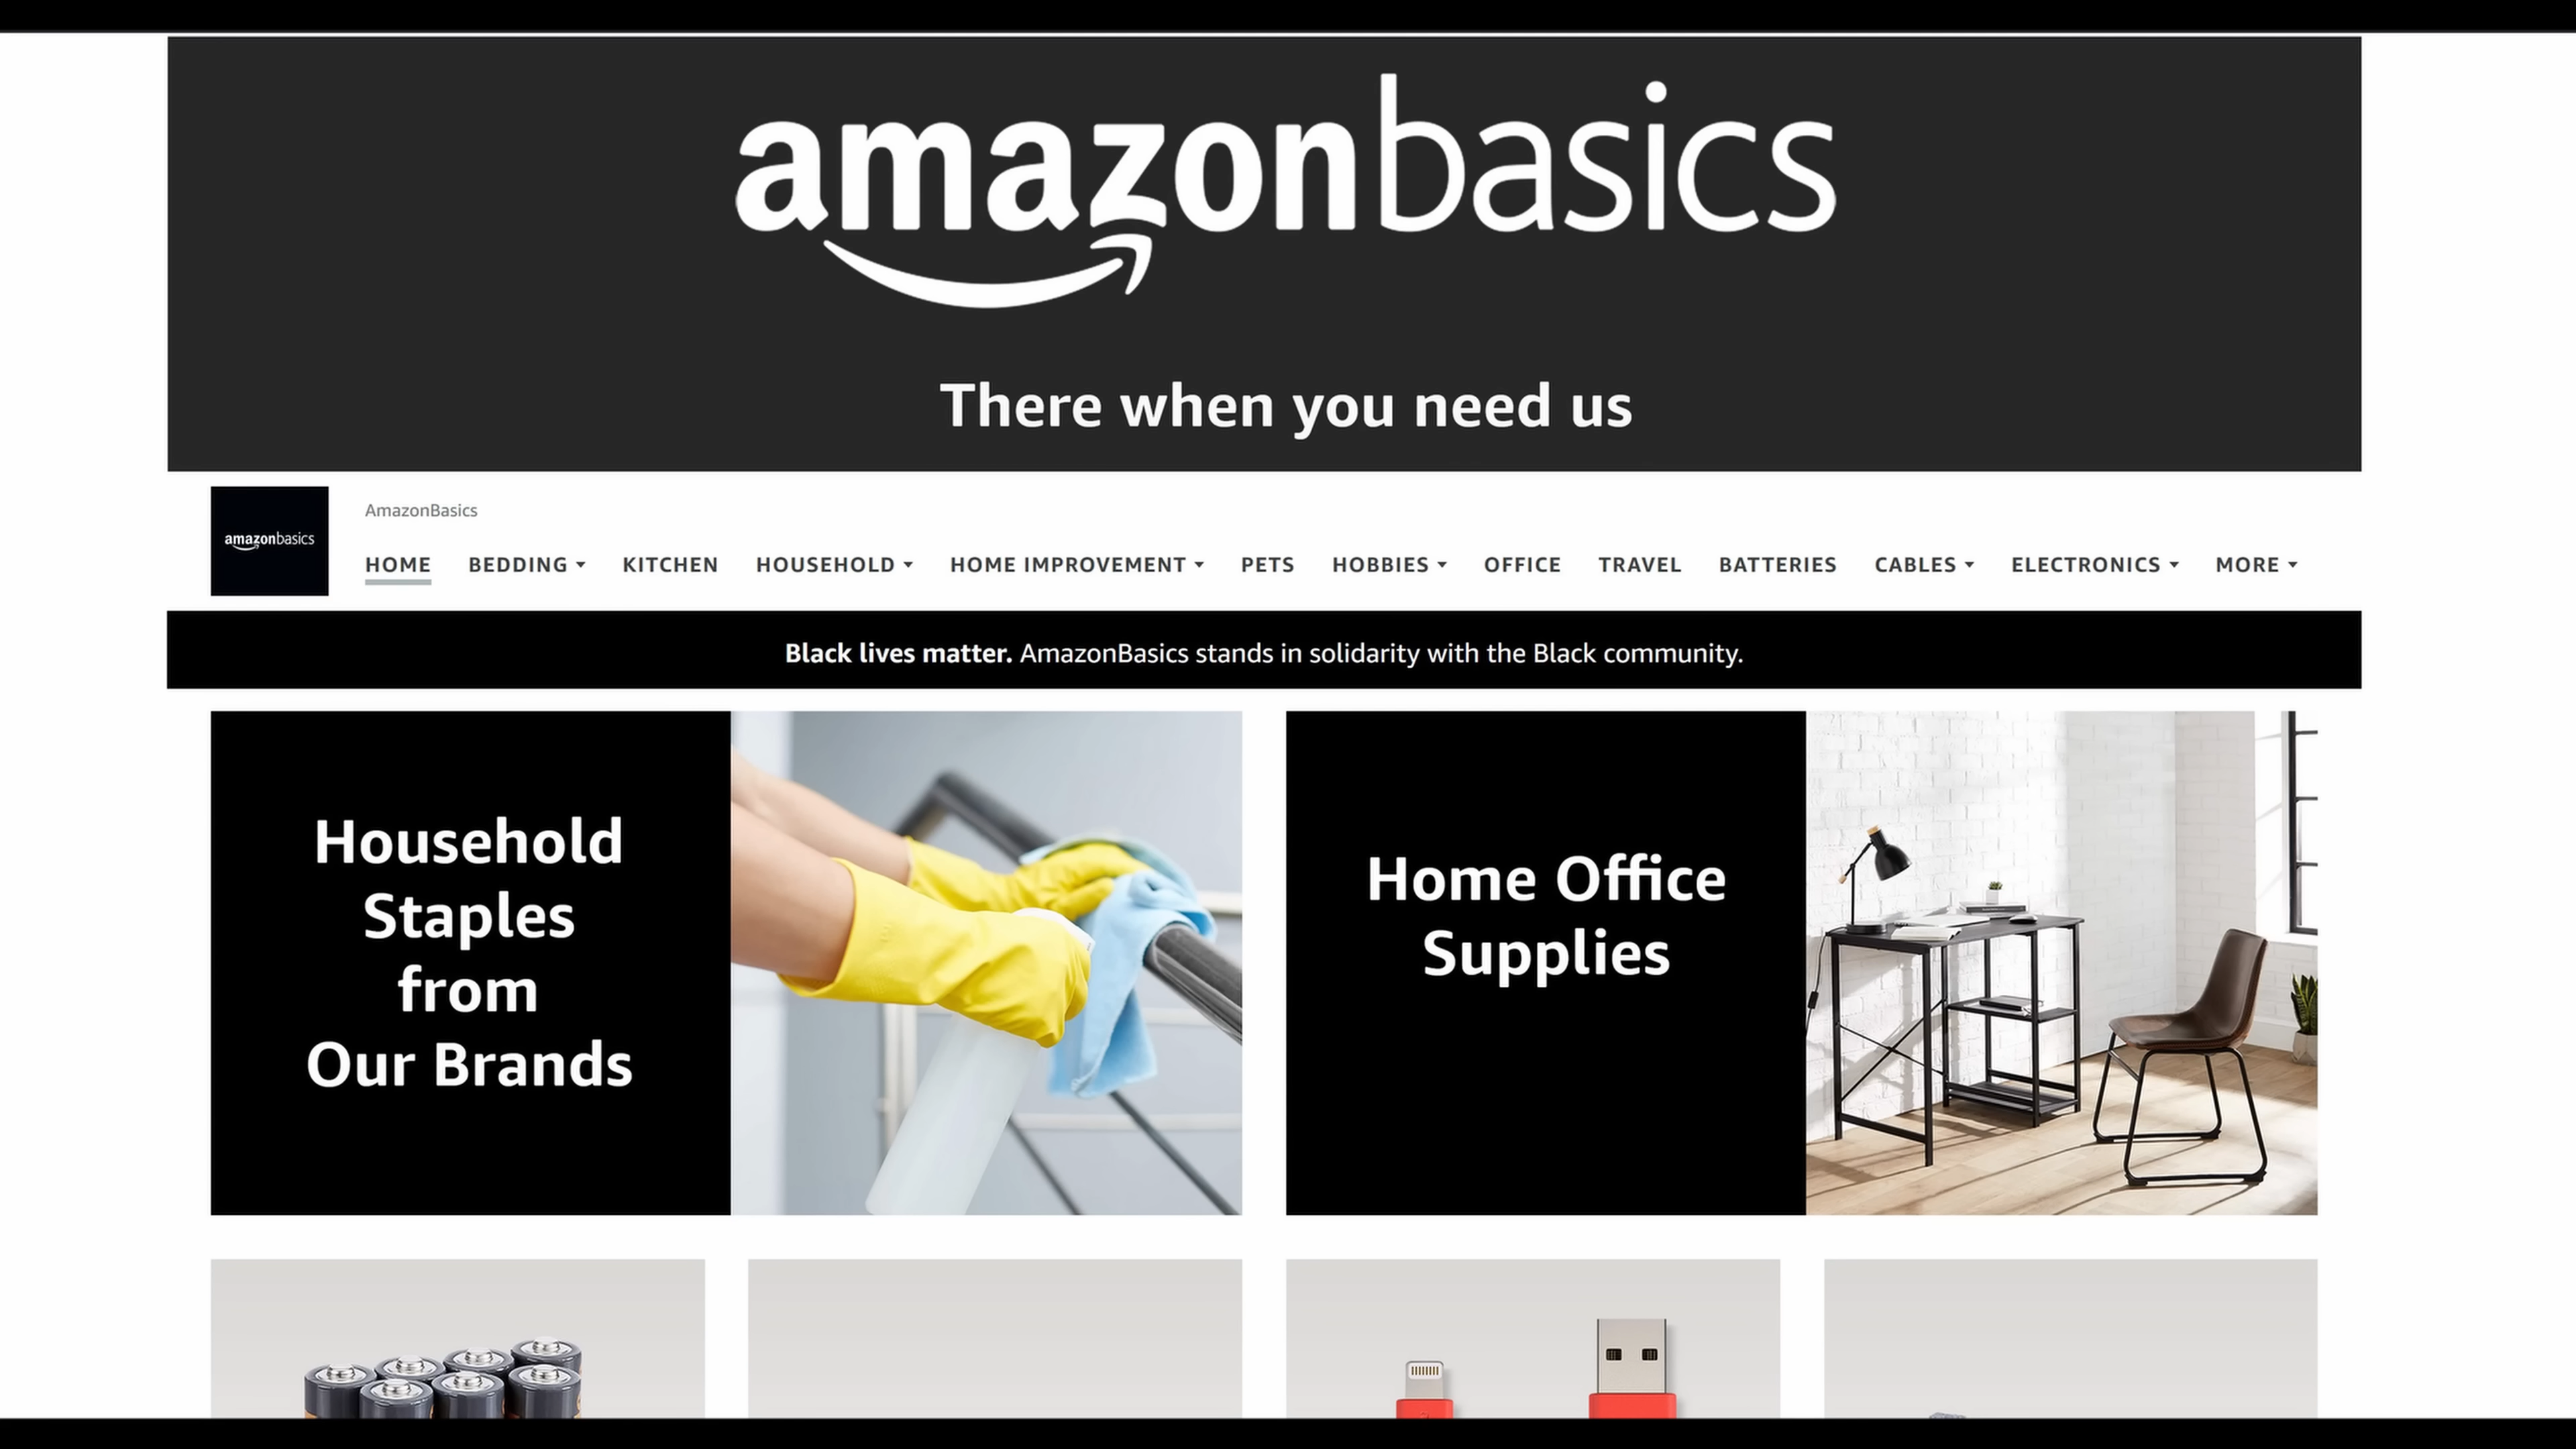 amazonbasics
There when you need us
AmazonBasics
amazonbasics
HOME BEDDING KITCHEN HOUSEHOLD HOME IMPROVEMENT PETS HOBBIES OFFICE TRAVEL BATTERIES CABLES ELECTRONICS MORE
Black lives matter. AmazonBasics stands in solidarity with the Black community.
Household
Staples
from
Our Brands
Home Office
Supplies